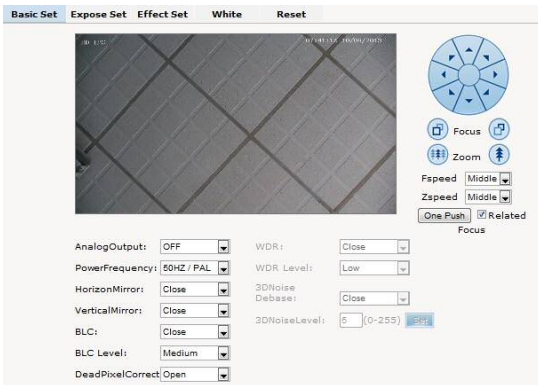 Basic Set Expose Set Effect Set White Reset
Focus
Zoom
Fspeed Middle
Zspeed Middle
One Push Related
Focus
AnalogOutput: OFF WDR: Close
PowerFrequency: 50HZ / PAL WDR Level: Low
HorizonMirror: Close 3DNoise
Debase: Close
VerticalMirror: Close 3DNoiseLevel: 5 (0-255) Set
BLC: Close
BLC Level: Medium
DeadPixelCorrect Open